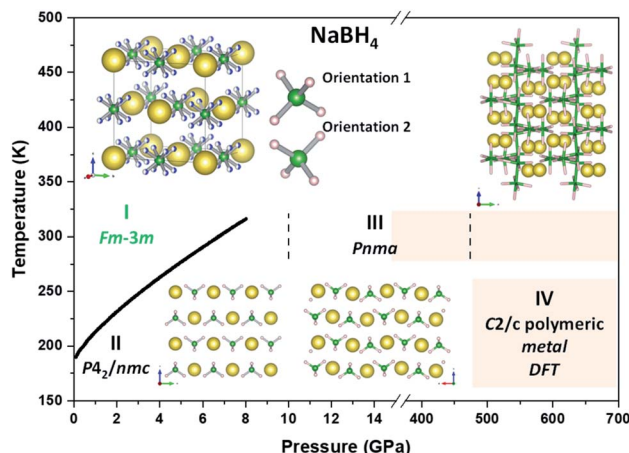 NaBH4
Orientation 1
Orientation 2
I
Fm-3m
II
P42/nmc
III
Pnma
IV
C2/c polymeric
metal
DFT
Temperature (K)
500
450
400
350
300
250
200
150
0 2 4 6 8 10 12 14 400 500 600 700
Pressure (GPa)